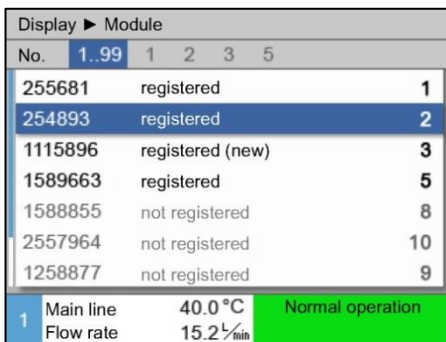 Display ► Module
No. 1..99 1 2 3 5
255681 registered 1
254893 registered 2
1115896 registered (new) 3
1589663 registered 5
1588855 not registered 8
2557964 not registered 10
1258877 not registered 9
1 Main line 40.0 °C Normal operation
Flow rate 15.2 L/min